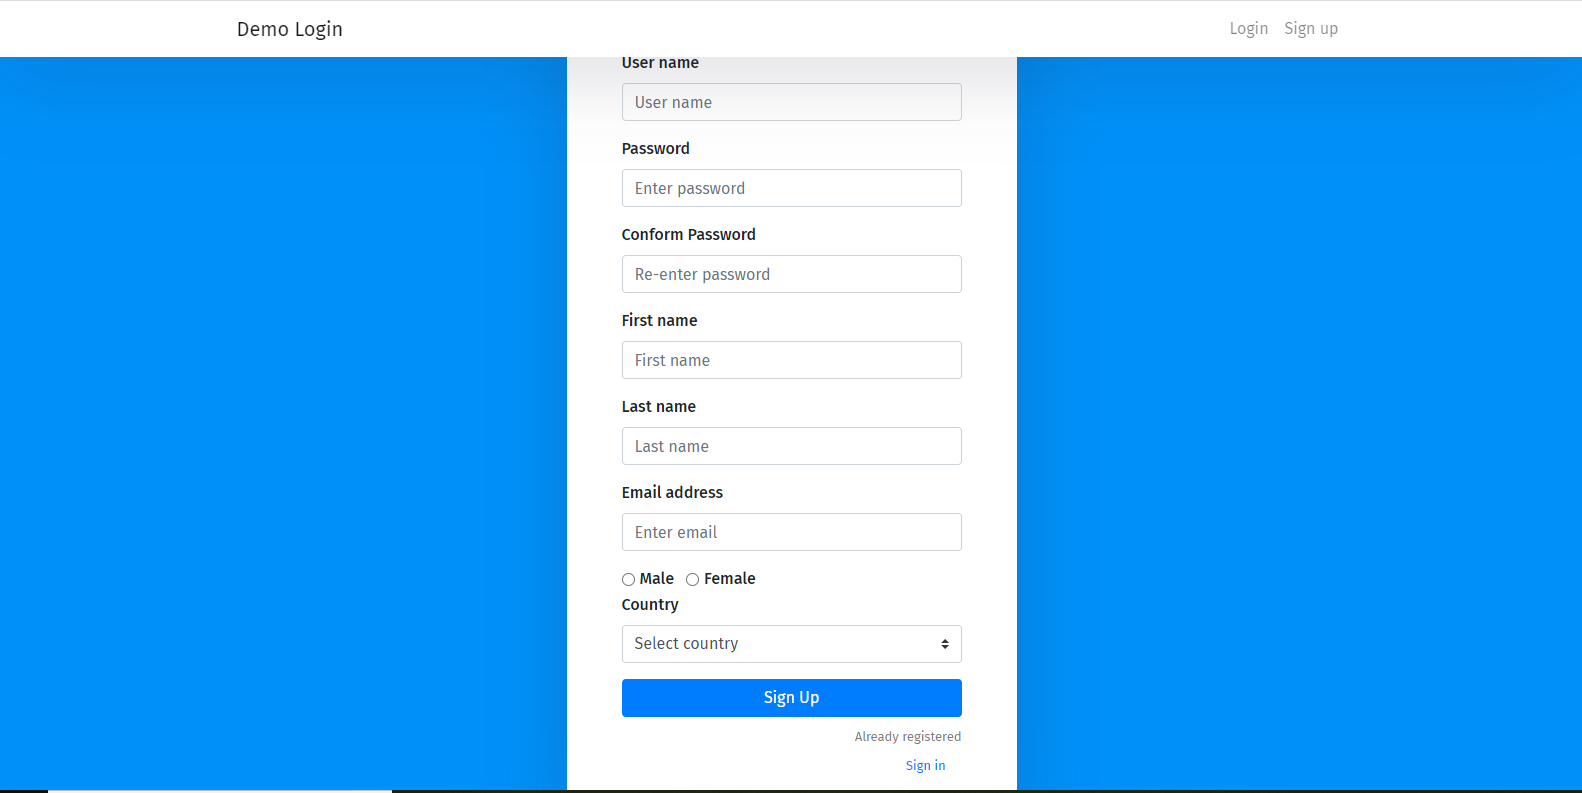 Demo Login
Login Sign up
User name
User name
Password
Enter password
Conform Password
Re-enter password
First name
First name
Last name
Last name
Email address
Enter email
Male Female
Country
Select country
Sign Up
Already registered
Sign in